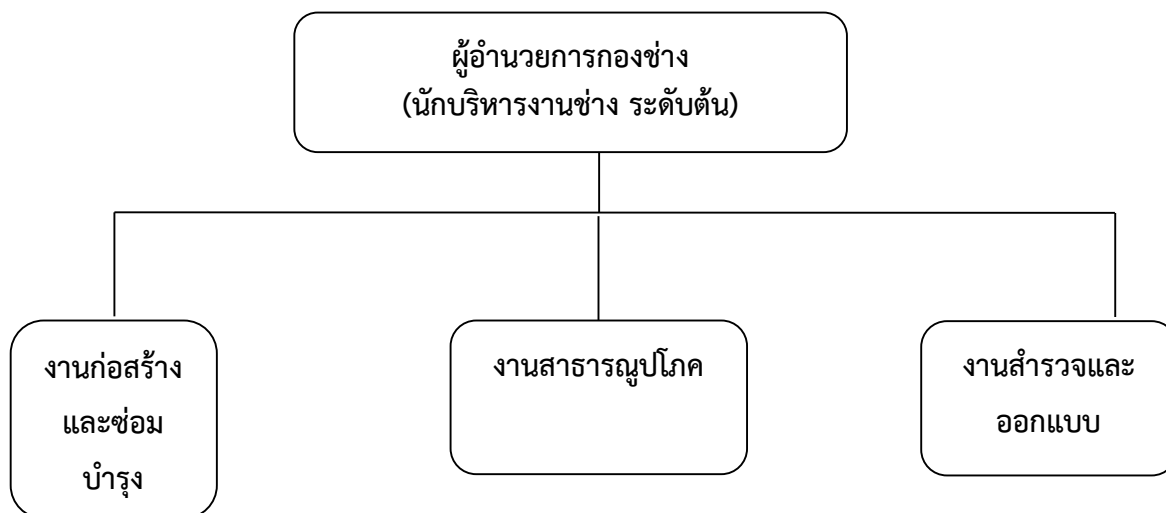 ผู้อำนวยการกองช่าง
(นักบริหารงานช่าง ระดับต้น)
งานก่อสร้าง
และซ่อม
บำรุง
งานสาธารณูปโภค
งานสำรวจและ
ออกแบบ